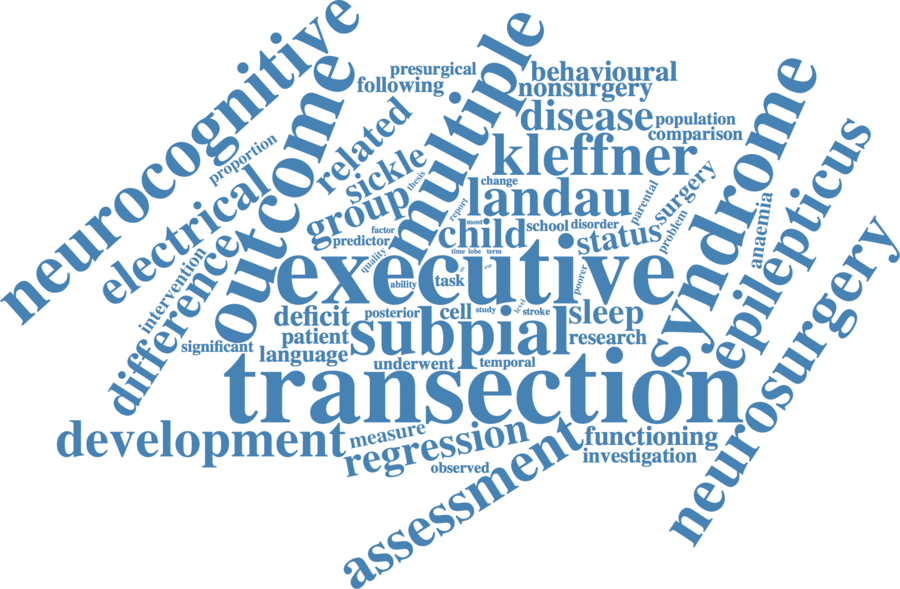 neurocognitive
outcome
multiple
presurgical
following
behavioural
nonsurgery
disease
population
comparison
syndrome
epilepticus
neurosurgery
proportion
related
sickle
thesis
kleffner
electrical
group
change
landau
parental
surgery
report
most
child
school
disorder
status
problem
anaemia
factor
predictor
difference
intervention
quality
time
lobe
term
executive
ability
task
poorer
deficit
posterior
cell
study
level
stroke
sleep
patient
subpial
research
significant
language
underwent
temporal
transection
development
measure
regression
functioning
observed
investigation
assessment